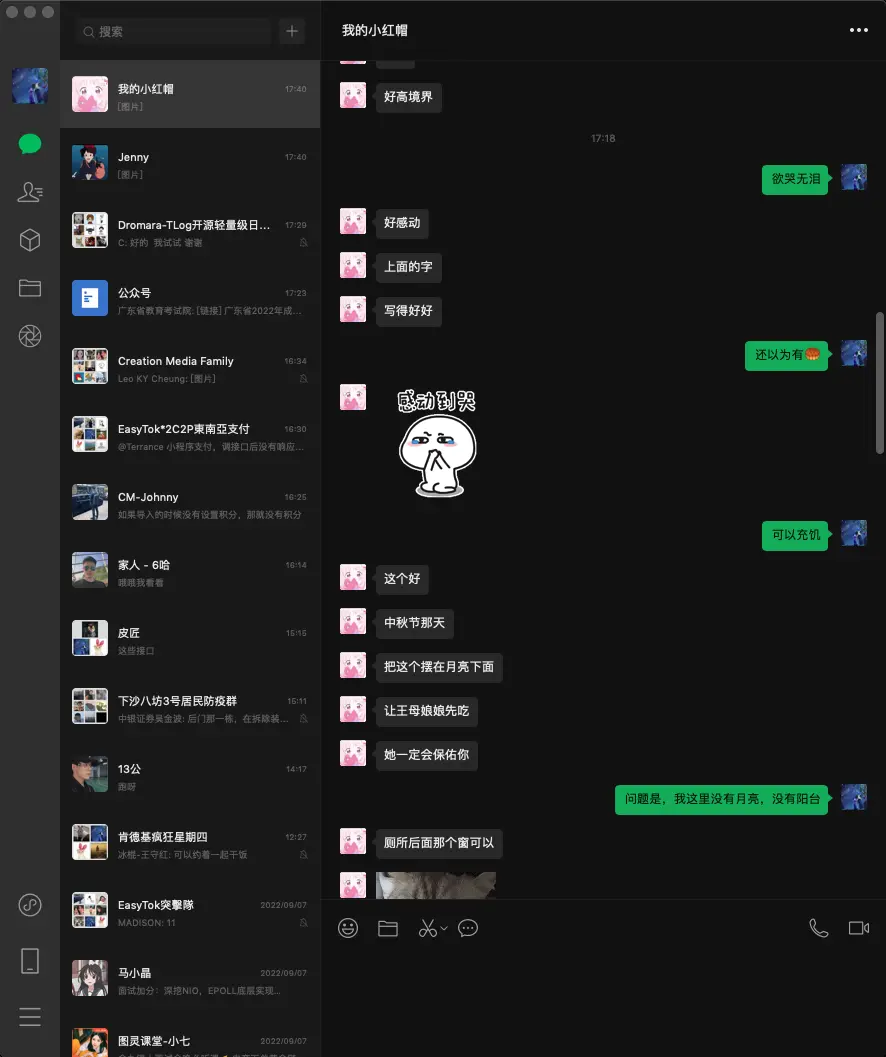 搜索
我的小红帽
17:40
[图片]
Jenny
17:40
[图片]
Dromara-TLog开源轻量级日...
17:29
C: 好的 我试试 谢谢
公众号
17:23
广东省教育考试院: [链接] 广东省2022年成...
Creation Media Family
16:34
Leo KY Cheung: [图片]
EasyTok*2C2P東南亞支付
16:30
@Terrance 小程序支付，调接口后没有响应...
CM-Johnny
16:25
如果导入的时候没有设置积分，那就没有积分
家人 - 6哈
16:14
哦哦我看看
皮匠
15:15
这些接口
下沙八坊3号居民防疫群
15:11
中银证券吴金波: 后门那一栋，在拆除装...
13公
14:17
跑呀
肯德基疯狂星期四
12:27
冰棍-王守红: 可以约着一起干饭
EasyTok突擊隊
2022/09/07
MADISON: 11
马小晶
2022/09/07
面试加分：深挖NIO，EPOLL底层实现...
图灵课堂-小七
2022/09/07
我的小红帽
好高境界
17:18
欲哭无泪
好感动
上面的字
写得好好
还以为有🥮
感动到哭
可以充饥
这个好
中秋节那天
把这个摆在月亮下面
让王母娘娘先吃
她一定会保佑你
问题是，我这里没有月亮，没有阳台
厕所后面那个窗可以